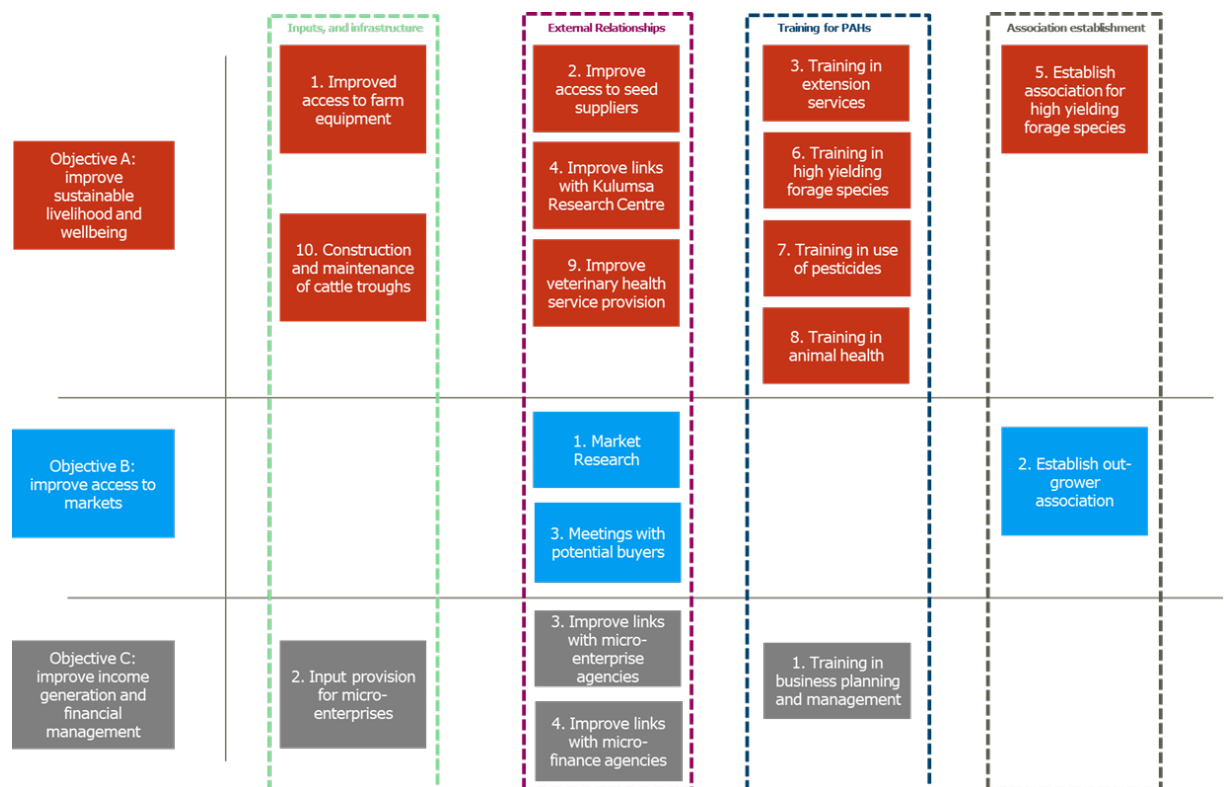 Inputs, and infrastructure
External Relationships
Training for PAHs
Association establishment
Objective A:
improve
sustainable
livelihood and
wellbeing
1. Improved
access to farm
equipment
2. Improve
access to seed
suppliers
3. Training in
extension
services
5. Establish
association for
high yielding
forage species
4. Improve links
with Kulumsa
Research Centre
6. Training in
high yielding
forage species
10. Construction
and maintenance
of cattle troughs
9. Improve
veterinary health
service provision
7. Training in use
of pesticides
8. Training in
animal health
Objective B:
improve access to
markets
1. Market
Research
2. Establish out-
grower
association
3. Meetings with
potential buyers
Objective C:
improve income
generation and
financial
management
2. Input provision
for micro-
enterprises
3. Improve links
with micro-
enterprise
agencies
1. Training in
business planning
and management
4. Improve links
with micro-
finance agencies